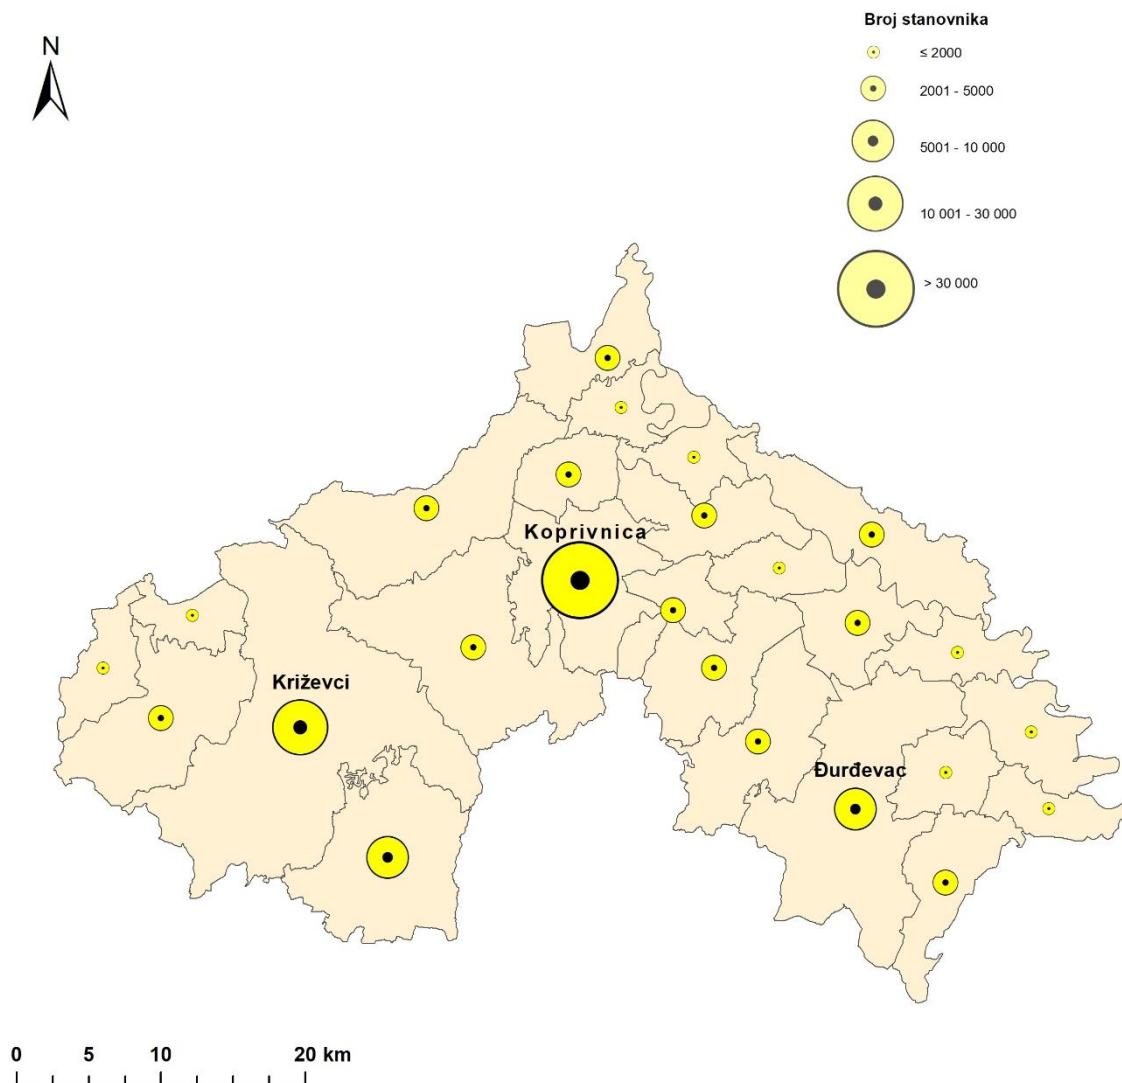 Broj stanovnika
≤ 2000
2001 - 5000
5001 - 10 000
10 001 - 30 000
> 30 000
N
Koprivnica
Križevci
Đurđevac
0 5 10 20 km